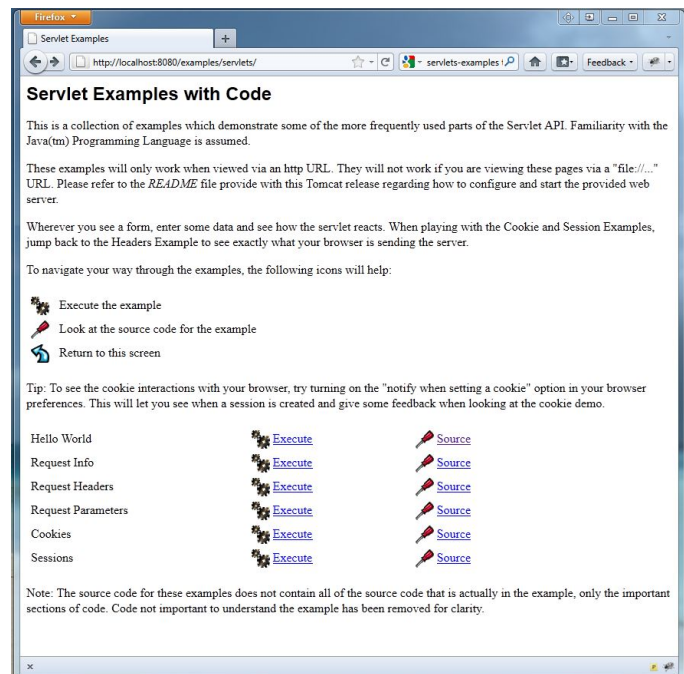 Firefox
Servlet Examples
http://localhost:8080/examples/servlets/
servlets-examples
Feedback
Servlet Examples with Code
This is a collection of examples which demonstrate some of the more frequently used parts of the Servlet API. Familiarity with the
Java(tm) Programming Language is assumed.
These examples will only work when viewed via an http URL. They will not work if you are viewing these pages via a "file://..."
URL. Please refer to the README file provide with this Tomcat release regarding how to configure and start the provided web
server.
Wherever you see a form, enter some data and see how the servlet reacts. When playing with the Cookie and Session Examples,
jump back to the Headers Example to see exactly what your browser is sending the server.
To navigate your way through the examples, the following icons will help:
Execute the example
Look at the source code for the example
Return to this screen
Tip: To see the cookie interactions with your browser, try turning on the "notify when setting a cookie" option in your browser
preferences. This will let you see when a session is created and give some feedback when looking at the cookie demo.
Hello World Execute Source
Request Info Execute Source
Request Headers Execute Source
Request Parameters Execute Source
Cookies Execute Source
Sessions Execute Source
Note: The source code for these examples does not contain all of the source code that is actually in the example, only the important
sections of code. Code not important to understand the example has been removed for clarity.